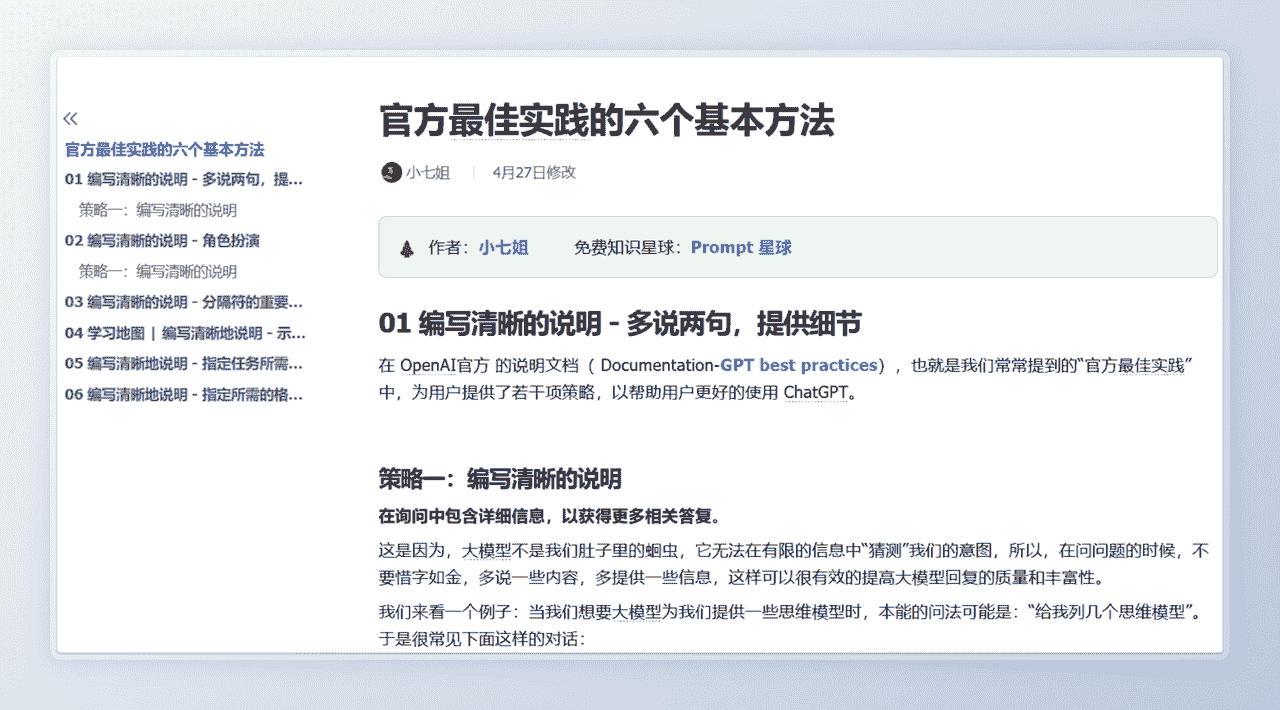 官方最佳实践的六个基本方法
01 编写清晰的说明 - 多说两句，提...
策略一：编写清晰的说明
02 编写清晰的说明 - 角色扮演
策略一：编写清晰的说明
03 编写清晰的说明 - 分隔符的重要...
04 学习地图 | 编写清晰地说明 - 示...
05 编写清晰地说明 - 指定任务所需...
06 编写清晰地说明 - 指定所需的格...
官方最佳实践的六个基本方法
小七姐 | 4月27日修改
作者：小七姐 免费知识星球：Prompt 星球
01 编写清晰的说明 - 多说两句，提供细节
在 OpenAI官方 的说明文档（ Documentation-GPT best practices），也就是我们常常提到的“官方最佳实践”
中，为用户提供了若干项策略，以帮助用户更好的使用 ChatGPT。
策略一：编写清晰的说明
在询问中包含详细信息，以获得更多相关答复。
这是因为，大模型不是我们肚子里的蛔虫，它无法在有限的信息中“猜测”我们的意图，所以，在问问题的时候，不
要惜字如金，多说一些内容，多提供一些信息，这样可以很有效的提高大模型回复的质量和丰富性。
我们来看一个例子：当我们想要大模型为我们提供一些思维模型时，本能的问法可能是：“给我列几个思维模型”。
于是很常见下面这样的对话：